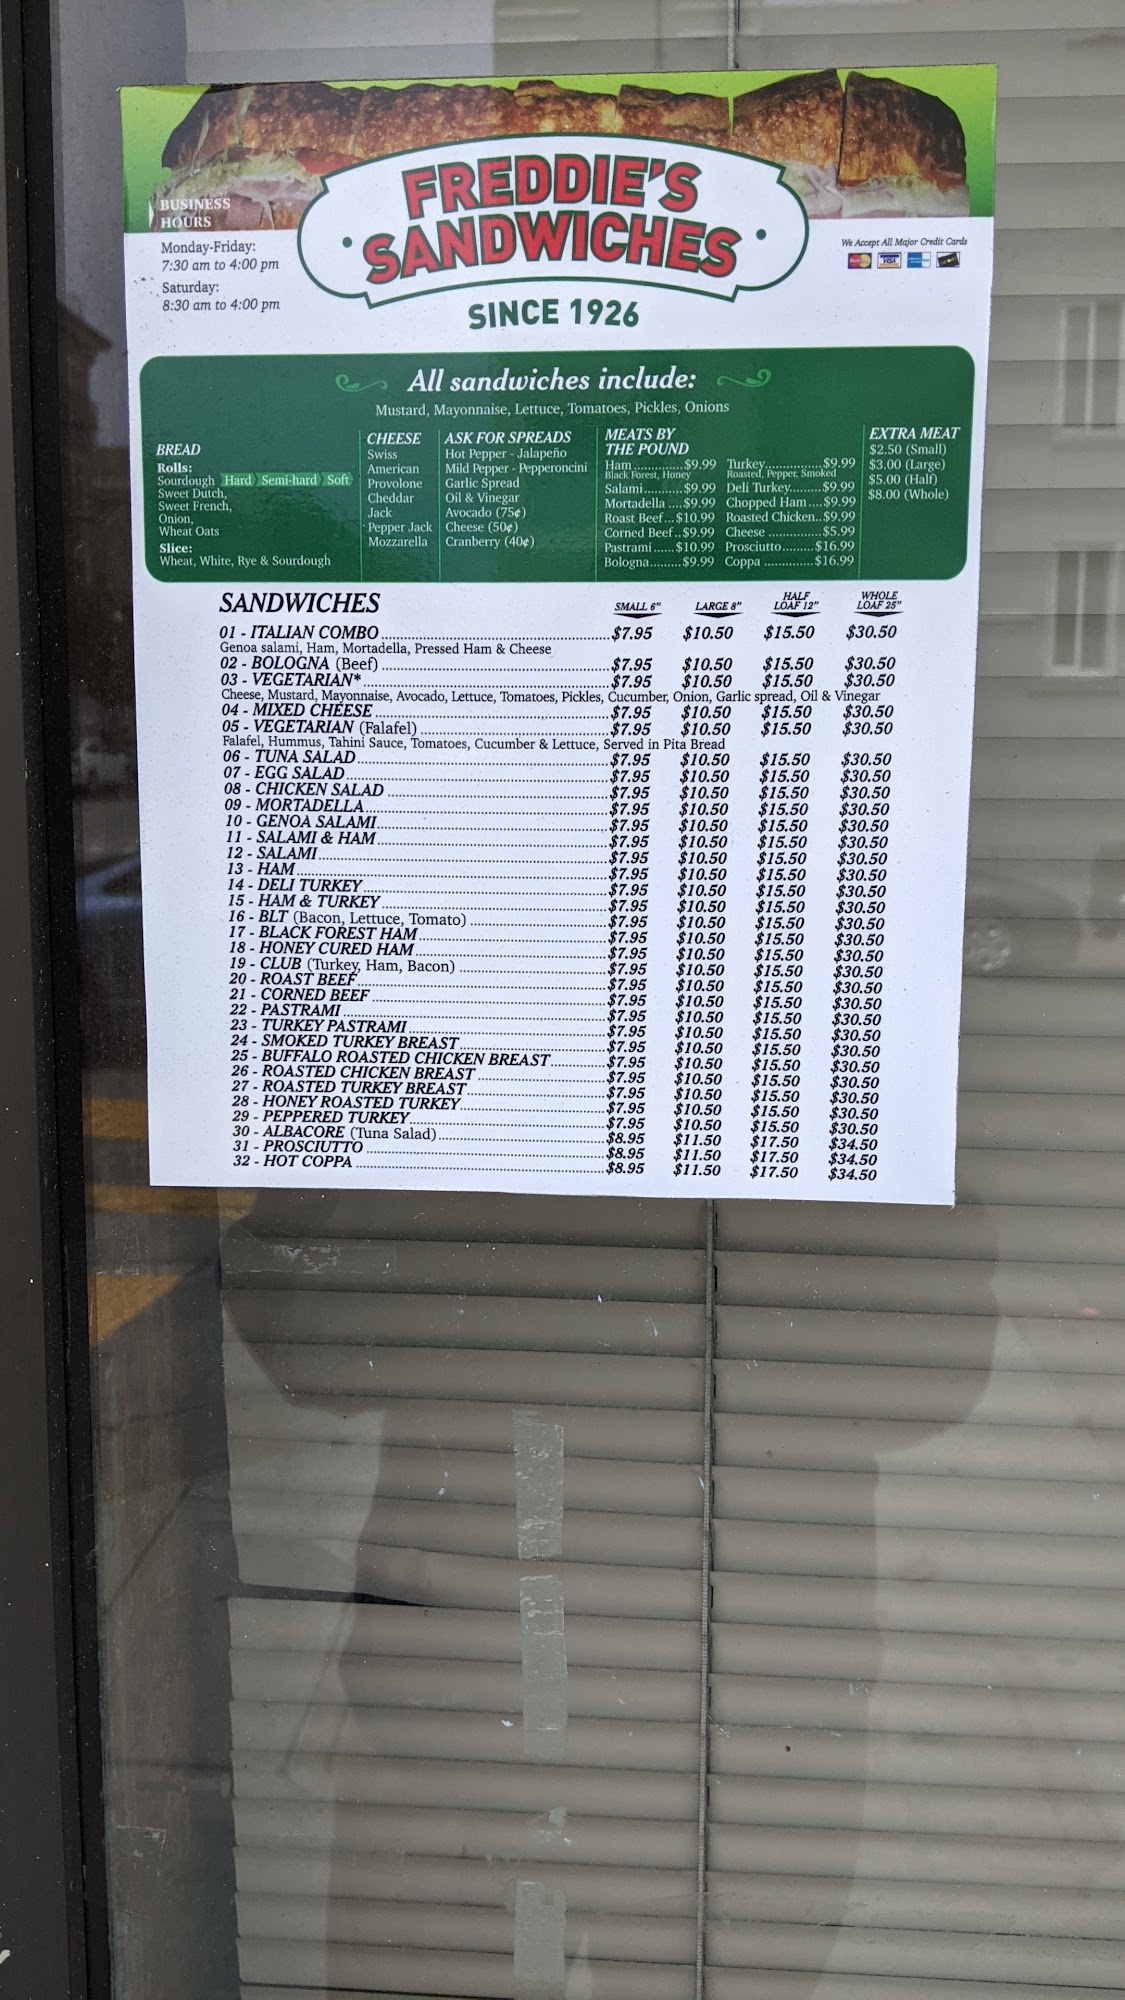 BUSINESS
HOURS
Monday-Friday:
7:30 am to 4:00 pm
Saturday:
8:30 am to 4:00 pm
FREDDIE'S
SANDWICHES
SINCE 1926
We Accept All Major Credit Cards
VISA
All sandwiches include:
Mustard, Mayonnaise, Lettuce, Tomatoes, Pickles, Onions
BREAD
Rolls:
Sourdough Hard Semi-hard Soft
Sweet Dutch,
Sweet French,
Onion,
Wheat Oats
Slice:
Wheat, White, Rye & Sourdough
CHEESE
Swiss
American
Provolone
Cheddar
Jack
Pepper Jack
Mozzarella
ASK FOR SPREADS
Hot Pepper - Jalapeño
Mild Pepper - Pepperoncini
Garlic Spread
Oil & Vinegar
Avocado (75¢)
Cheese (50¢)
Cranberry (40¢)
MEATS BY
THE POUND
Ham.............$9.99
Black Forest, Honey
Salami...........$9.99
Mortadella ....$9.99
Roast Beef...$10.99
Corned Beef..$9.99
Pastrami......$10.99
Bologna.........$9.99
Turkey................$9.99
Roasted, Pepper, Smoked
Deli Turkey.........$9.99
Chopped Ham....$9.99
Roasted Chicken..$9.99
Cheese ..............$5.99
Prosciutto.........$16.99
Coppa ..............$16.99
EXTRA MEAT
$2.50 (Small)
$3.00 (Large)
$5.00 (Half)
$8.00 (Whole)
SANDWICHES
SMALL 6" LARGE 8" HALF LOAF 12" WHOLE LOAF 25"
01 - ITALIAN COMBO $7.95 $10.50 $15.50 $30.50
Genoa salami, Ham, Mortadella, Pressed Ham & Cheese
02 - BOLOGNA (Beef) $7.95 $10.50 $15.50 $30.50
03 - VEGETARIAN* $7.95 $10.50 $15.50 $30.50
Cheese, Mustard, Mayonnaise, Avocado, Lettuce, Tomatoes, Pickles, Cucumber, Onion, Garlic spread, Oil & Vinegar
04 - MIXED CHEESE $7.95 $10.50 $15.50 $30.50
05 - VEGETARIAN (Falafel) $7.95 $10.50 $15.50 $30.50
Falafel, Hummus, Tahini Sauce, Tomatoes, Cucumber & Lettuce, Served in Pita Bread
06 - TUNA SALAD $7.95 $10.50 $15.50 $30.50
07 - EGG SALAD $7.95 $10.50 $15.50 $30.50
08 - CHICKEN SALAD $7.95 $10.50 $15.50 $30.50
09 - MORTADELLA $7.95 $10.50 $15.50 $30.50
10 - GENOA SALAMI $7.95 $10.50 $15.50 $30.50
11 - SALAMI & HAM $7.95 $10.50 $15.50 $30.50
12 - SALAMI $7.95 $10.50 $15.50 $30.50
13 - HAM $7.95 $10.50 $15.50 $30.50
14 - DELI TURKEY $7.95 $10.50 $15.50 $30.50
15 - HAM & TURKEY $7.95 $10.50 $15.50 $30.50
16 - BLT (Bacon, Lettuce, Tomato) $7.95 $10.50 $15.50 $30.50
17 - BLACK FOREST HAM $7.95 $10.50 $15.50 $30.50
18 - HONEY CURED HAM $7.95 $10.50 $15.50 $30.50
19 - CLUB (Turkey, Ham, Bacon) $7.95 $10.50 $15.50 $30.50
20 - ROAST BEEF $7.95 $10.50 $15.50 $30.50
21 - CORNED BEEF $7.95 $10.50 $15.50 $30.50
22 - PASTRAMI $7.95 $10.50 $15.50 $30.50
23 - TURKEY PASTRAMI $7.95 $10.50 $15.50 $30.50
24 - SMOKED TURKEY BREAST $7.95 $10.50 $15.50 $30.50
25 - BUFFALO ROASTED CHICKEN BREAST $7.95 $10.50 $15.50 $30.50
26 - ROASTED CHICKEN BREAST $7.95 $10.50 $15.50 $30.50
27 - ROASTED TURKEY BREAST $7.95 $10.50 $15.50 $30.50
28 - HONEY ROASTED TURKEY $7.95 $10.50 $15.50 $30.50
29 - PEPPERED TURKEY $7.95 $10.50 $15.50 $30.50
30 - ALBACORE (Tuna Salad) $8.95 $11.50 $17.50 $34.50
31 - PROSCIUTTO $8.95 $11.50 $17.50 $34.50
32 - HOT COPPA $8.95 $11.50 $17.50 $34.50